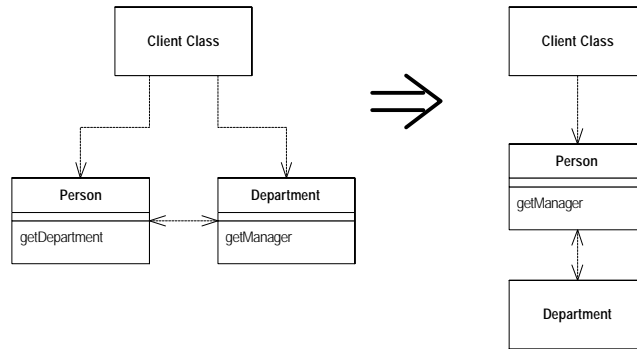 Client Class
Person
getDepartment
Department
getManager
Client Class
Person
getManager
Department